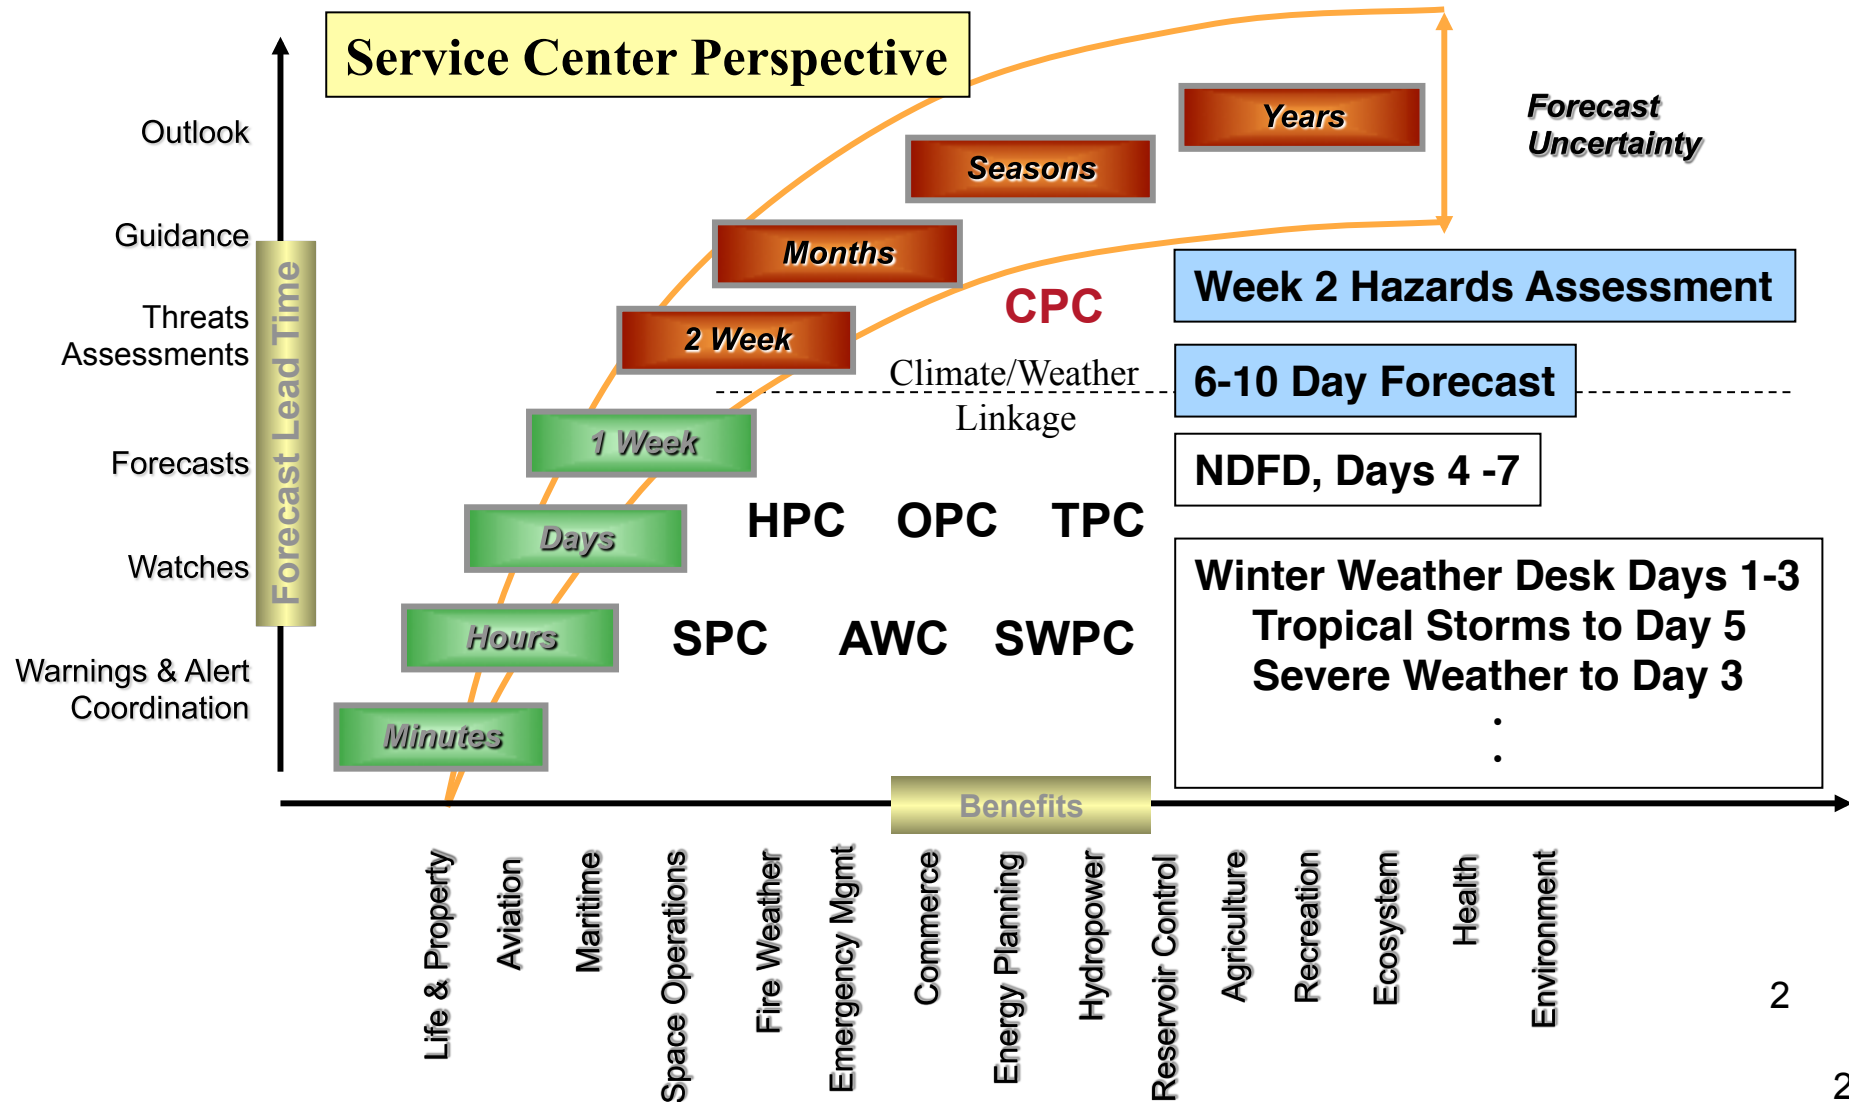 Service Center Perspective
Outlook
Guidance
Threats
Assessments
Forecasts
Watches
Warnings & Alert
Coordination
Forecast Lead Time
Years
Seasons
Months
2 Week
1 Week
Days
Hours
Minutes
Forecast
Uncertainty
CPC
Climate/Weather
Linkage
HPC OPC TPC
SPC AWC SWPC
Week 2 Hazards Assessment
6-10 Day Forecast
NDFD, Days 4 -7
Winter Weather Desk Days 1-3
Tropical Storms to Day 5
Severe Weather to Day 3
.
.
Benefits
Life & Property
Aviation
Maritime
Space Operations
Fire Weather
Emergency Mgmt
Commerce
Energy Planning
Hydropower
Reservoir Control
Agriculture
Recreation
Ecosystem
Health
Environment
2
2